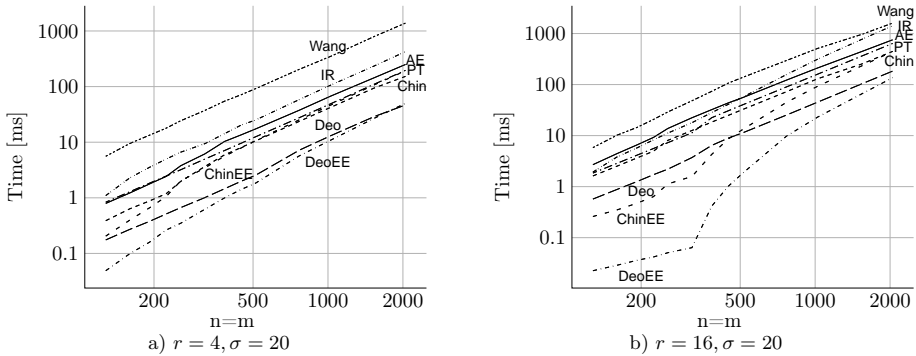 1000
100
10
1
0.1
Time [ms]
Wang
IR
AE
PT
Chin
Deo
ChinEE
DeoEE
200
500
1000
2000
n=m
a) r = 4, σ = 20
1000
100
10
1
0.1
Time [ms]
Wang
IR
AE
PT
Chin
Deo
ChinEE
DeoEE
200
500
1000
2000
n=m
b) r = 16, σ = 20